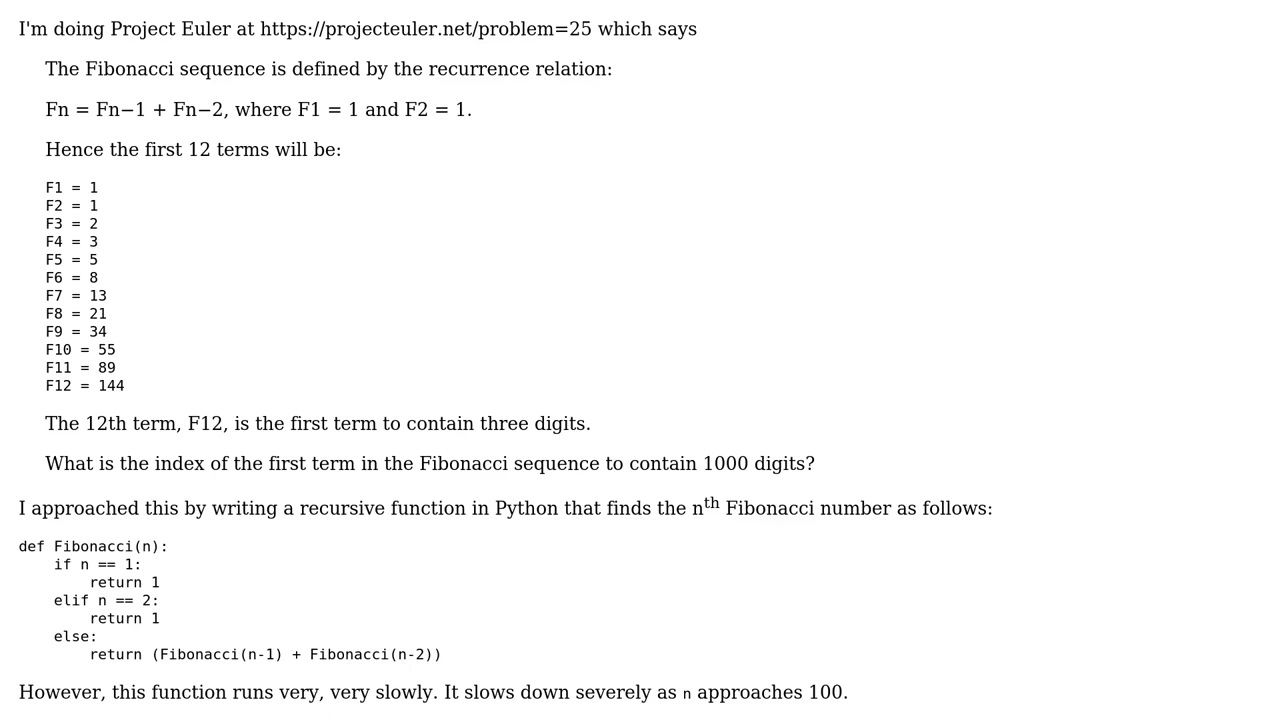 I'm doing Project Euler at https://projecteuler.net/problem=25 which says
The Fibonacci sequence is defined by the recurrence relation:
Fn = Fn−1 + Fn−2, where F1 = 1 and F2 = 1.
Hence the first 12 terms will be:
F1 = 1
F2 = 1
F3 = 2
F4 = 3
F5 = 5
F6 = 8
F7 = 13
F8 = 21
F9 = 34
F10 = 55
F11 = 89
F12 = 144
The 12th term, F12, is the first term to contain three digits.
What is the index of the first term in the Fibonacci sequence to contain 1000 digits?
I approached this by writing a recursive function in Python that finds the nth Fibonacci number as follows:
def Fibonacci(n):
    if n == 1:
        return 1
    elif n == 2:
        return 1
    else:
        return (Fibonacci(n-1) + Fibonacci(n-2))
However, this function runs very, very slowly. It slows down severely as n approaches 100.